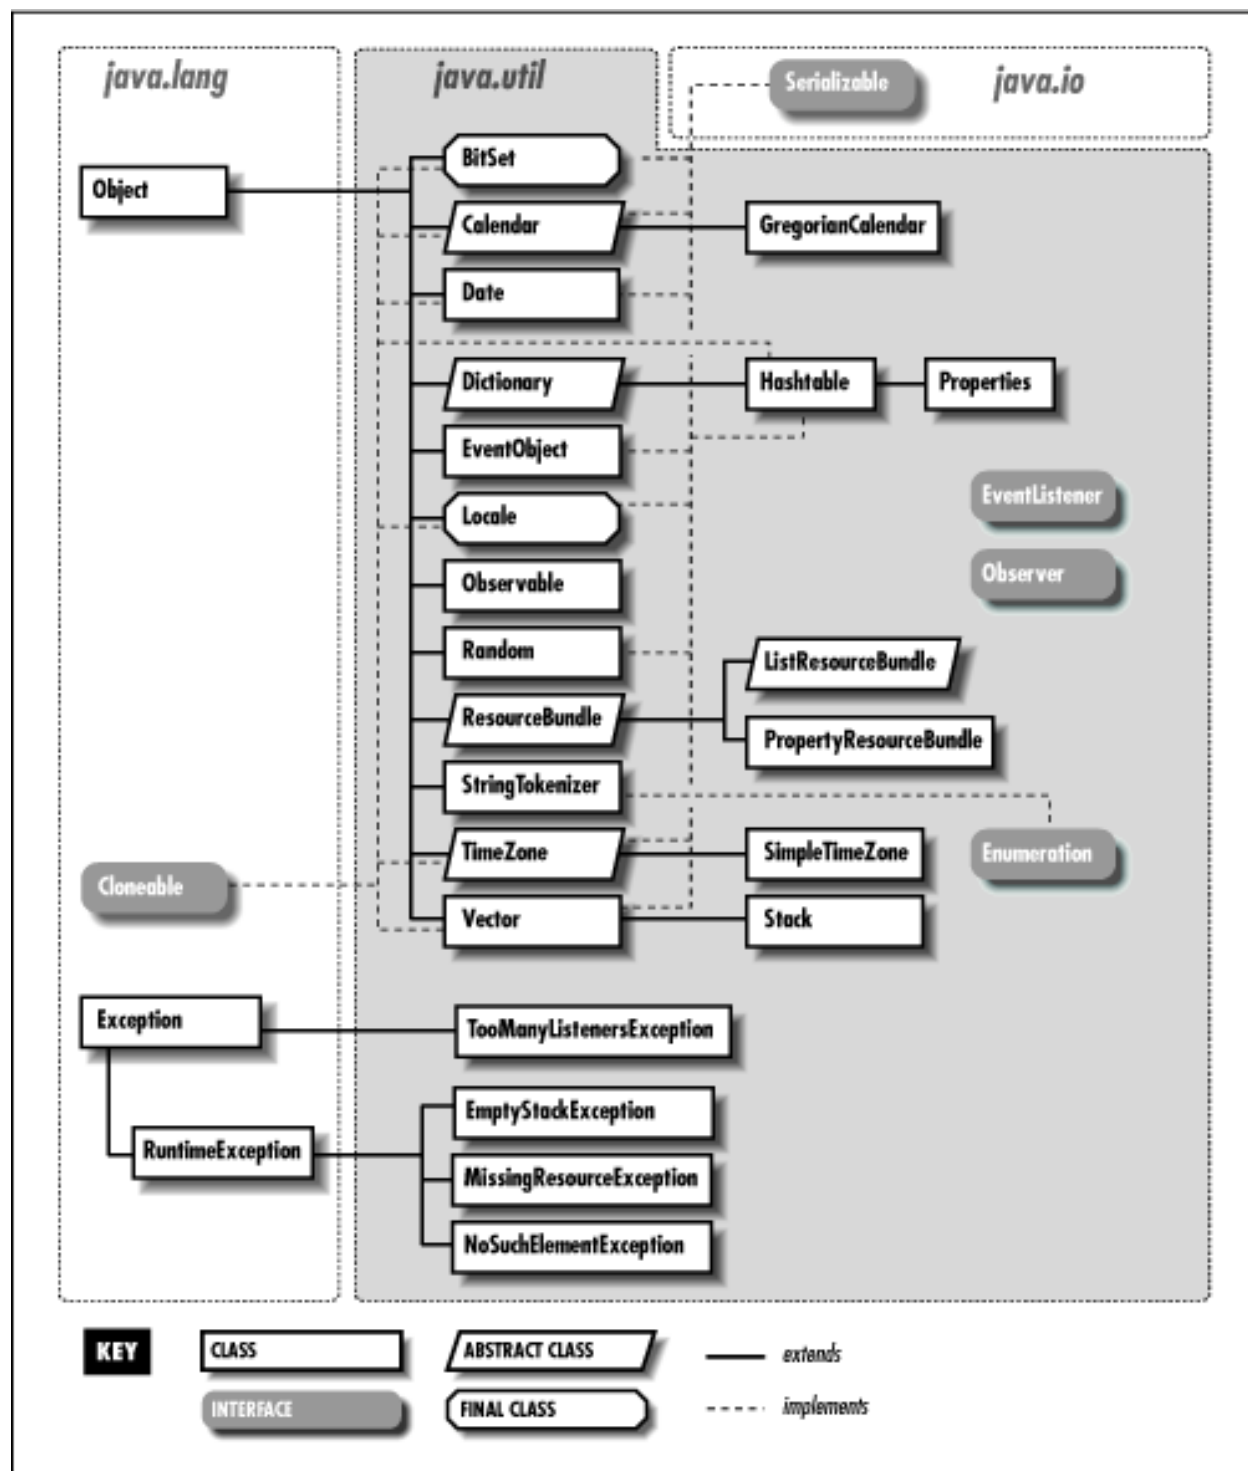 java.lang
java.util
Serializable
java.io
Object
BitSet
Calendar
GregorianCalendar
Date
Dictionary
Hashtable
Properties
EventObject
EventListener
Locale
Observer
Observable
Random
ListResourceBundle
ResourceBundle
PropertyResourceBundle
StringTokenizer
TimeZone
SimpleTimeZone
Enumeration
Cloneable
Vector
Stack
Exception
TooManyListenersException
EmptyStackException
RuntimeException
MissingResourceException
NoSuchElementException
KEY
CLASS
ABSTRACT CLASS
extends
INTERFACE
FINAL CLASS
implements